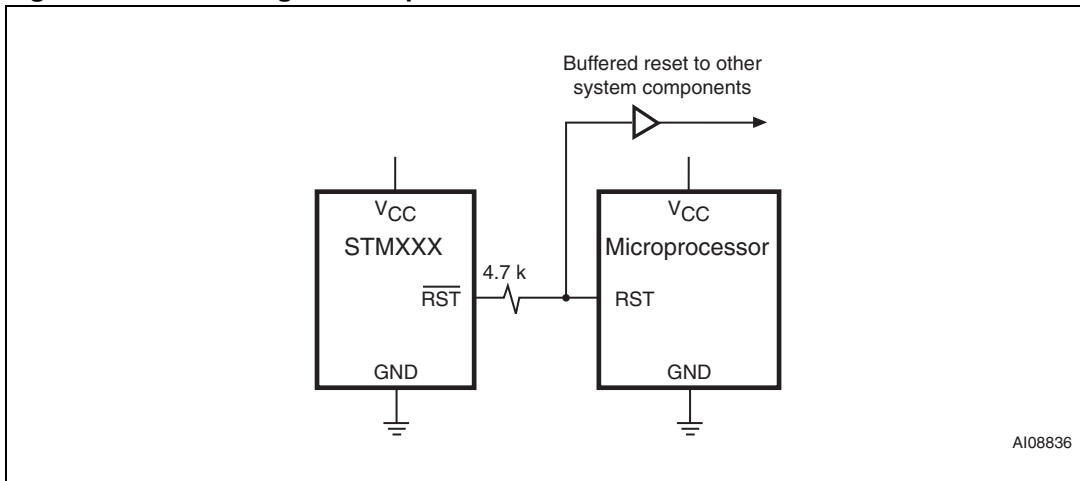 Buffered reset to other
system components
VCC
STMXXX
RST
GND
4.7 k
VCC
Microprocessor
RST
GND
AI08836